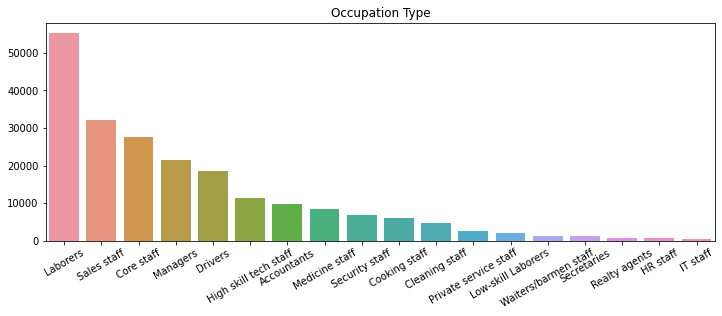 Occupation Type
50000
40000
30000
20000
10000
0
Laborers
Sales staff
Core staff
Managers
Drivers
High skill tech staff
Accountants
Medicine staff
Security staff
Cooking staff
Cleaning staff
Private service staff
Low-skill Laborers
Waiters/barmen staff
Secretaries
Realty agents
HR staff
IT staff